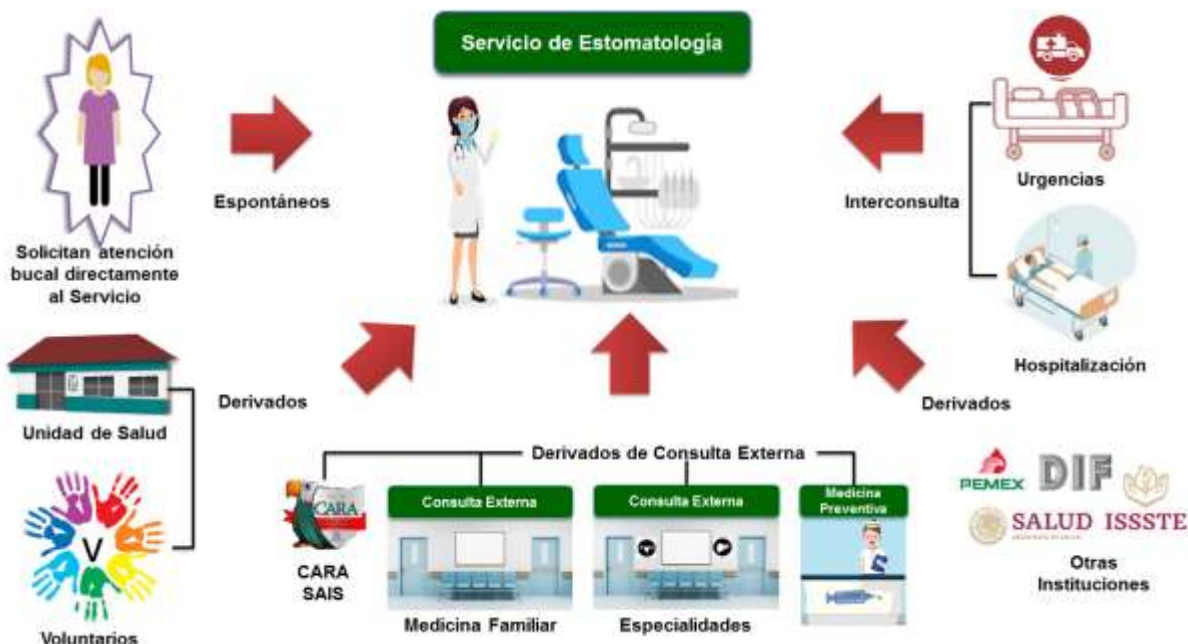 Servicio de Estomatología
Espontáneos
Solicitan atención
bucal directamente
al Servicio
Interconsulta
Urgencias
Hospitalización
Unidad de Salud
Derivados
Voluntarios
V
Derivados de Consulta Externa
CARA
CARA
SAIS
Consulta Externa
Medicina Familiar
Consulta Externa
Especialidades
Medicina
Preventiva
Derivados
PEMEX
DIF
SALUD
ISSSTE
Otras
Instituciones